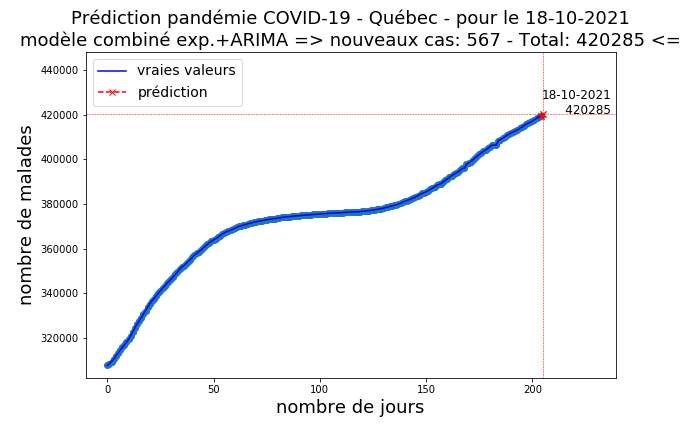 Prédiction pandémie COVID-19 - Québec - pour le 18-10-2021
modèle combiné exp.+ARIMA => nouveaux cas: 567 - Total: 420285 <=
vraies valeurs
prédiction
18-10-2021
420285
nombre de malades
440000
420000
400000
380000
360000
340000
320000
0
50
100
150
200
nombre de jours